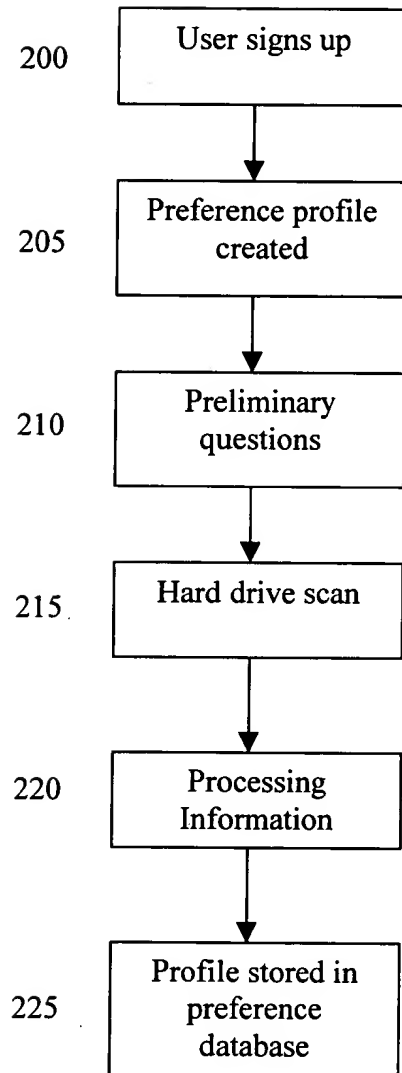 200
User signs up
205
Preference profile
created
210
Preliminary
questions
215
Hard drive scan
220
Processing
Information
225
Profile stored in
preference
database